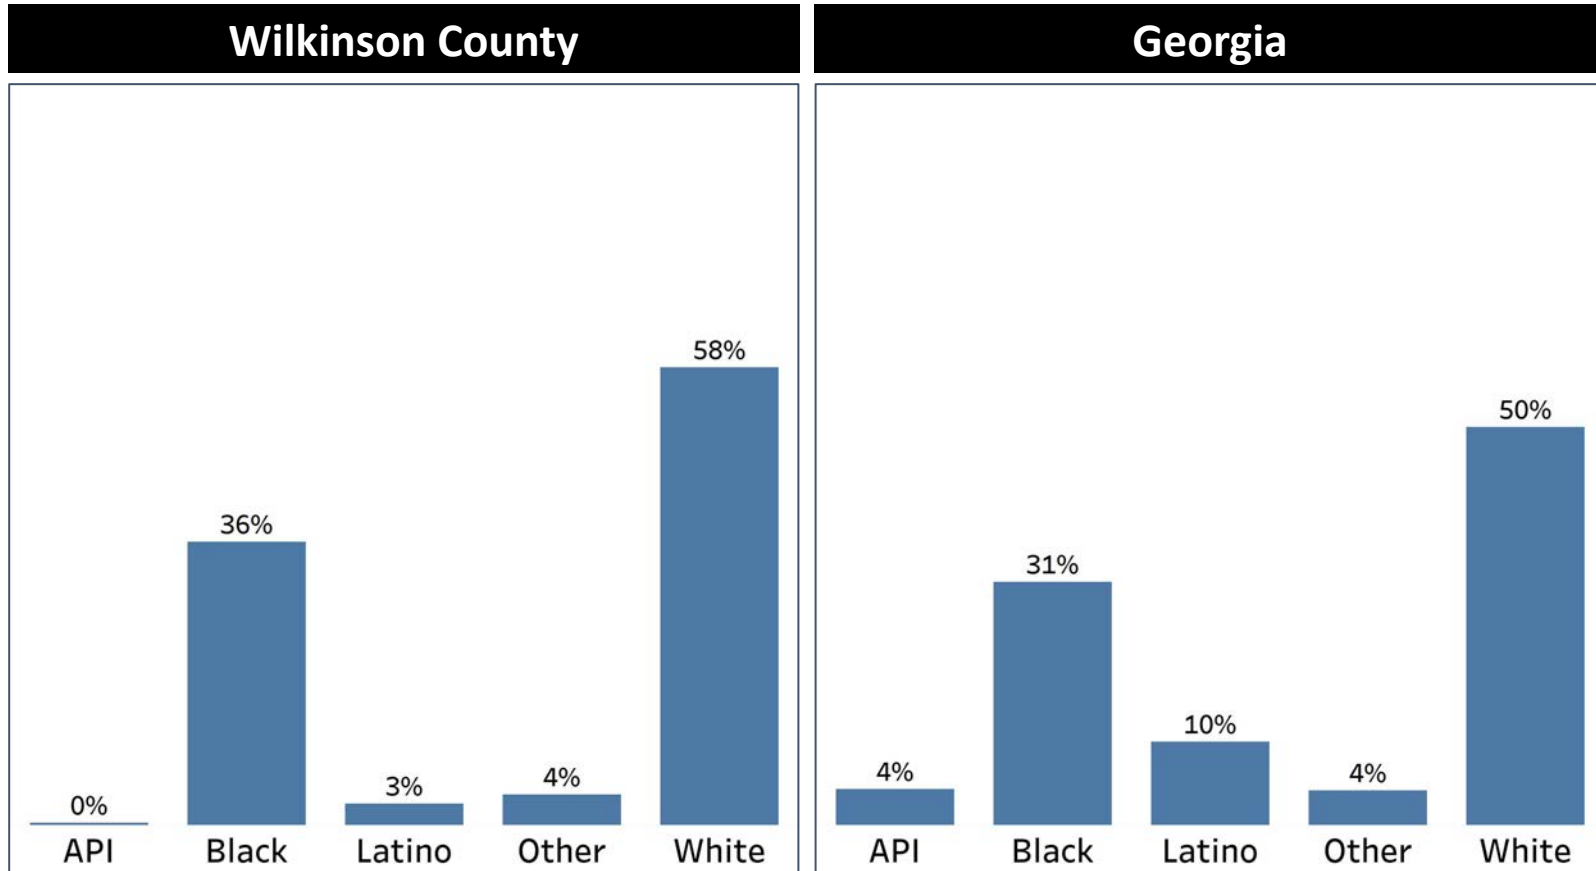 Wilkinson County
58%
36%
0%
3%
4%
API Black Latino Other White
Georgia
50%
31%
4%
10%
4%
API Black Latino Other White